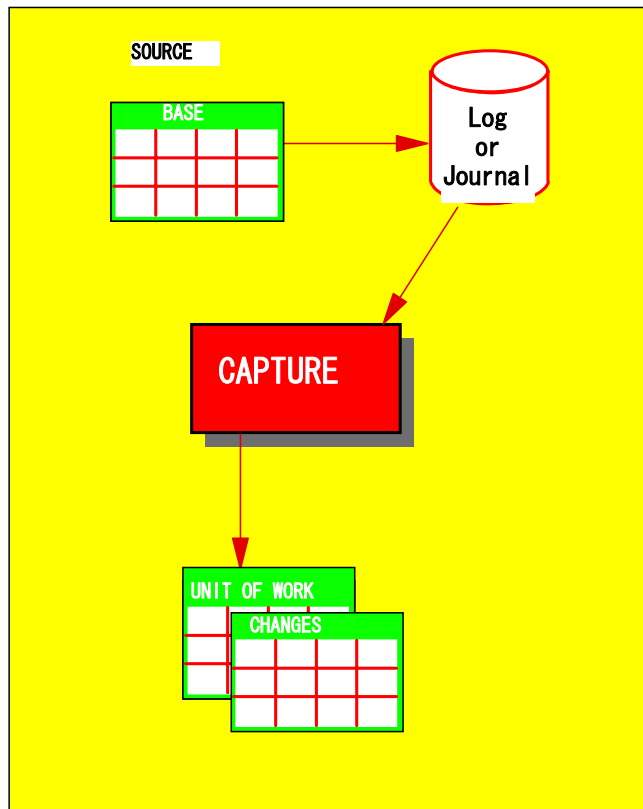 SOURCE
BASE
Log
or
Journal
CAPTURE
UNIT OF WORK
CHANGES